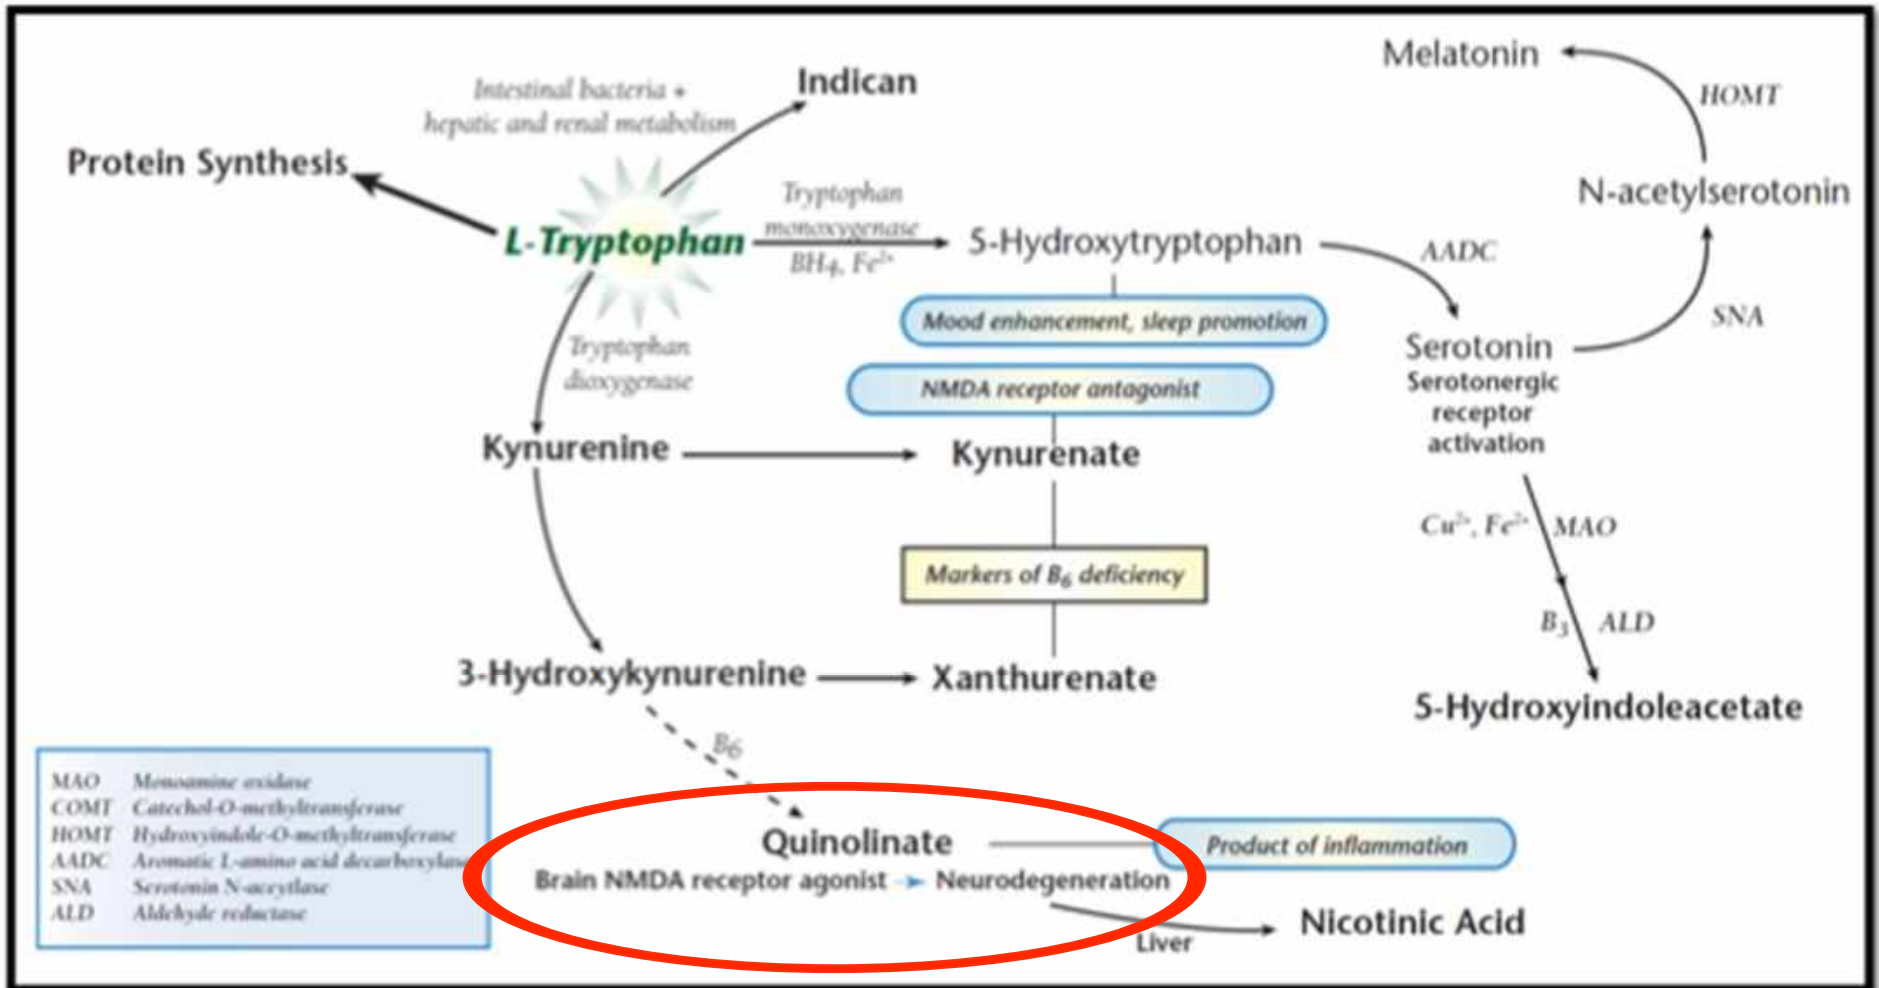 Melatonin
HOMT
N-acetylserotonin
Intestinal bacteria +
hepatic and renal metabolism
Indican
Protein Synthesis
L-Tryptophan
Tryptophan
monoxygenase
BH4, Fe²⁺
5-Hydroxytryptophan
AADC
SNA
Mood enhancement, sleep promotion
Serotonin
Serotonergic
receptor
activation
Tryptophan
dioxygenase
NMDA receptor antagonist
Kynurenine
Kynurenate
Cu²⁺, Fe²⁺
MAO
Markers of B₆ deficiency
B₃
ALD
3-Hydroxykynurenine
Xanthurenate
5-Hydroxyindoleacetate
B6
MAO Monoamine oxidase
COMT Catechol-O-methyltransferase
HOMT Hydroxyindole-O-methyltransferase
AADC Aromatic L-amino acid decarboxylase
SNA Serotonin N-aceytlase
ALD Aldehyde reductase
Quinolinate
Product of inflammation
Brain NMDA receptor agonist Neurodegeneration
Liver
Nicotinic Acid